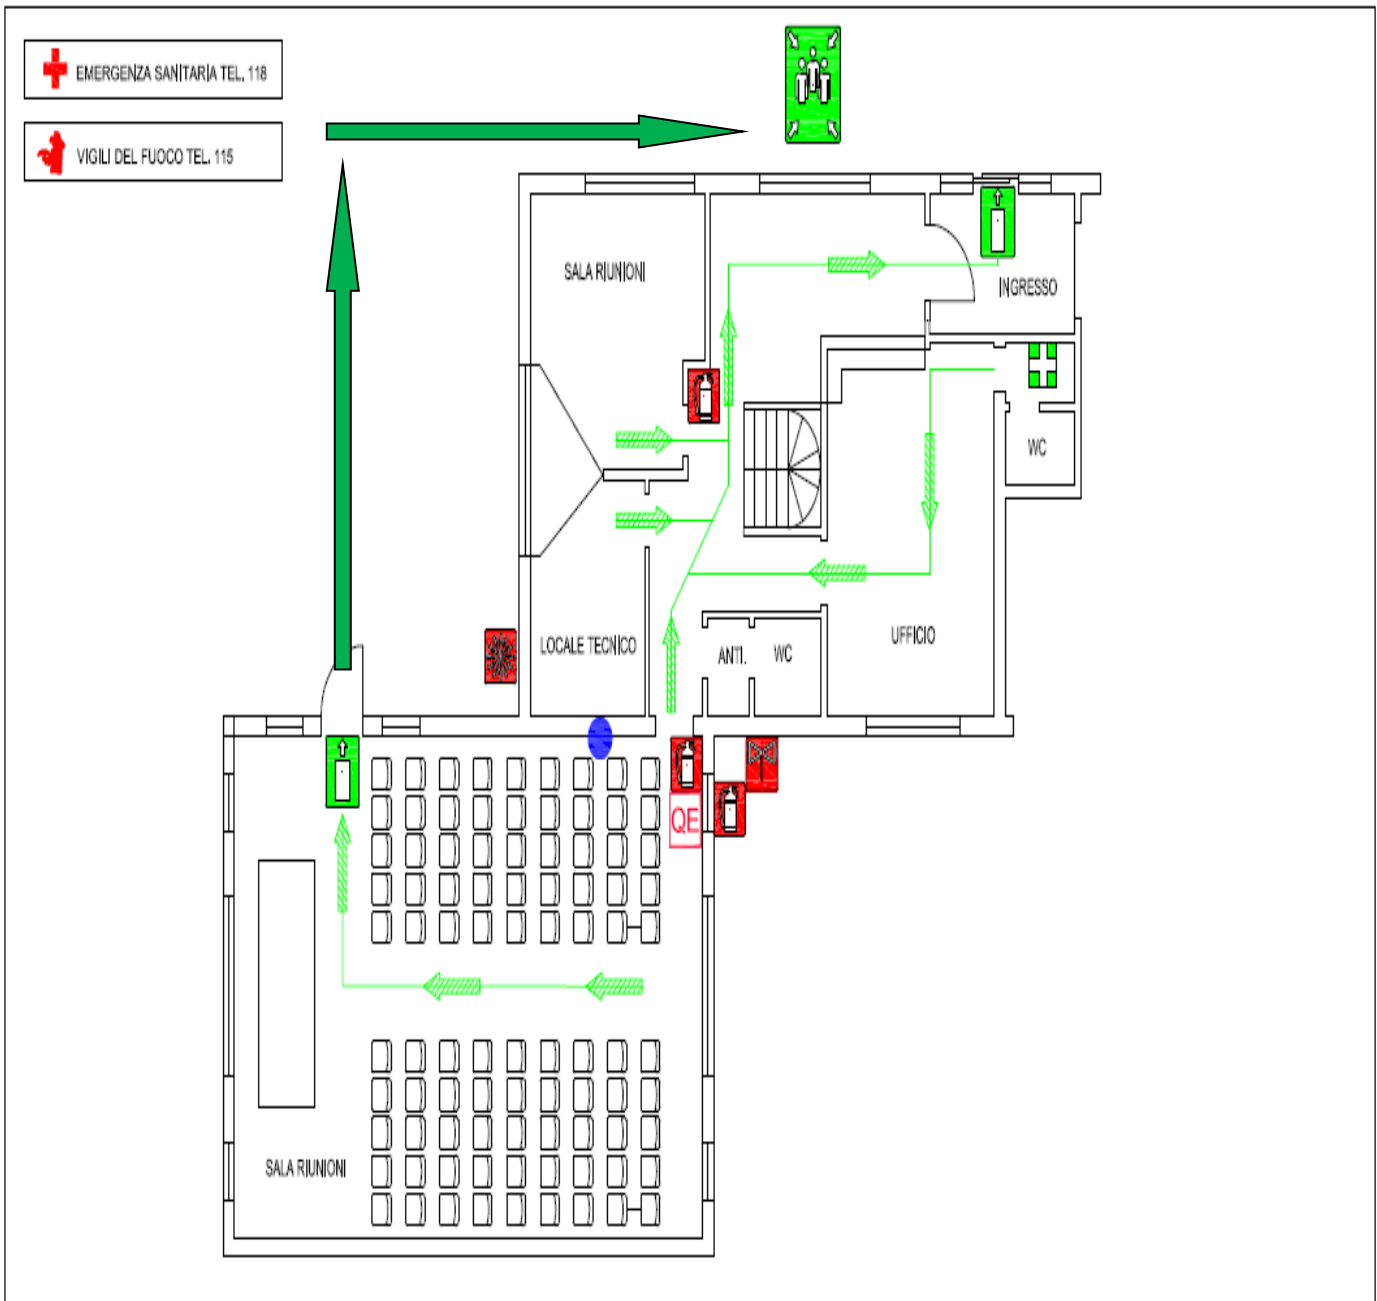 EMERGENZA SANITARIA TEL. 118
VIGILI DEL FUOCO TEL. 115
SALA RIUNIONI
INGRESSO
WC
LOCALE TECNICO
ANTI.
WC
UFFICIO
QE
SALA RIUNIONI